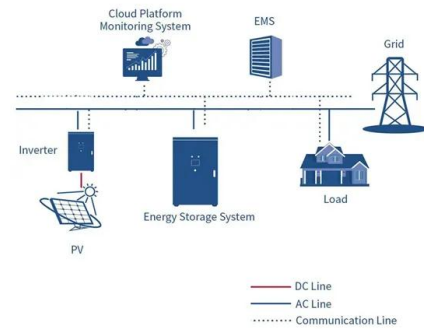 Cloud Platform
Monitoring System
EMS
Grid
Inverter
Energy Storage System
Load
PV
DC Line
AC Line
Communication Line